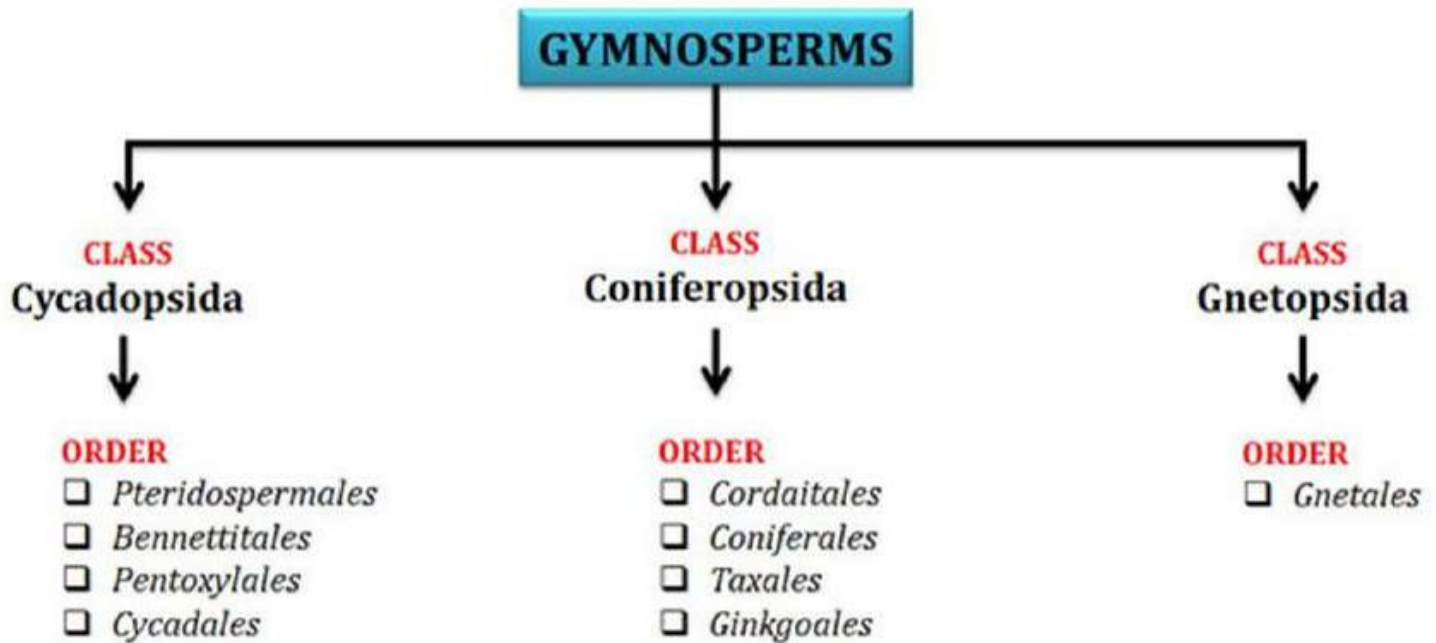 GYMNOSPERMS
CLASS
Cycadopsida
ORDER
Pteridospermales
Bennettitales
Pentoxylales
Cycadales
CLASS
Coniferopsida
ORDER
Cordaitales
Coniferales
Taxales
Ginkgoales
CLASS
Gnetopsida
ORDER
Gnetales